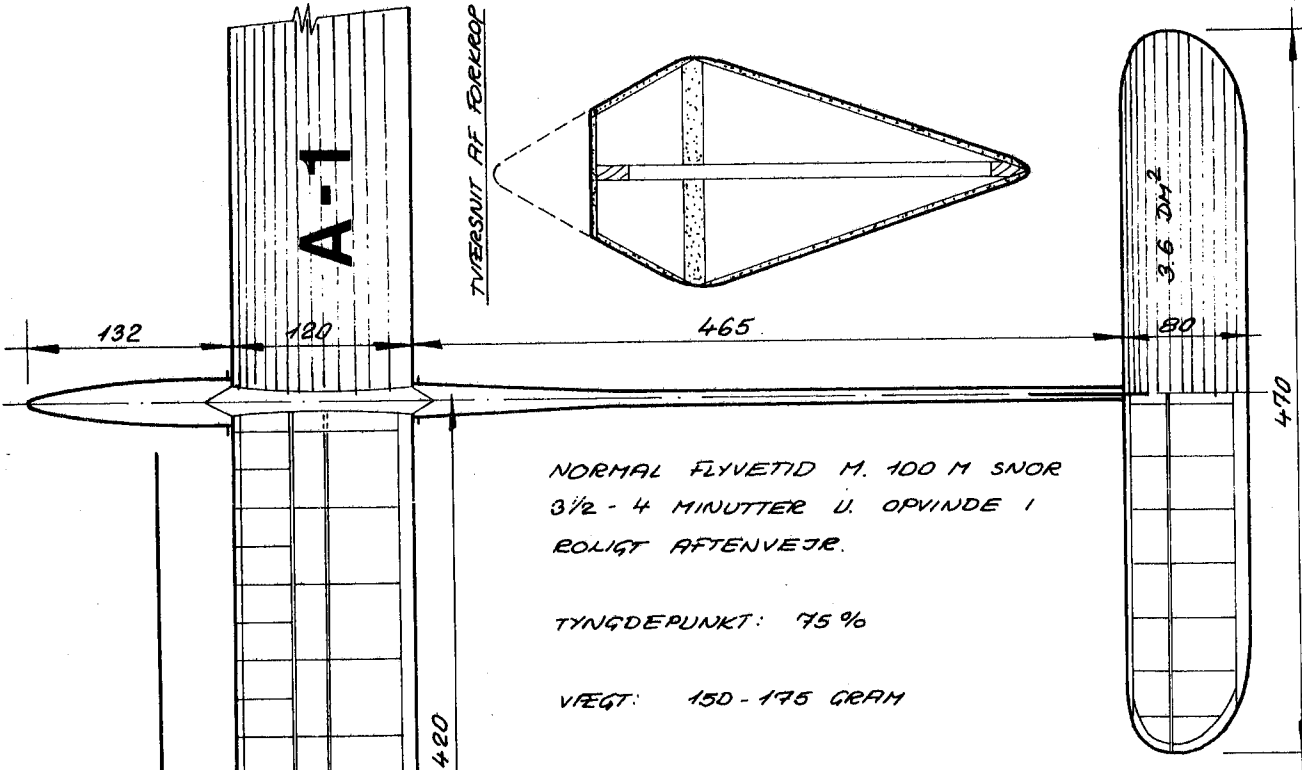 A-1
TVÆRSNIT AF FORKROP
3.6 DM²
132
120
465
80
470
NORMAL FLYVETID M. 100 M SNOR
3½ - 4 MINUTTER U. OPVINDE I
ROLIGT AFTENVEJR.
TYNGDEPUNKT: 75 %
VÆGT: 150 - 175 GRAM
420